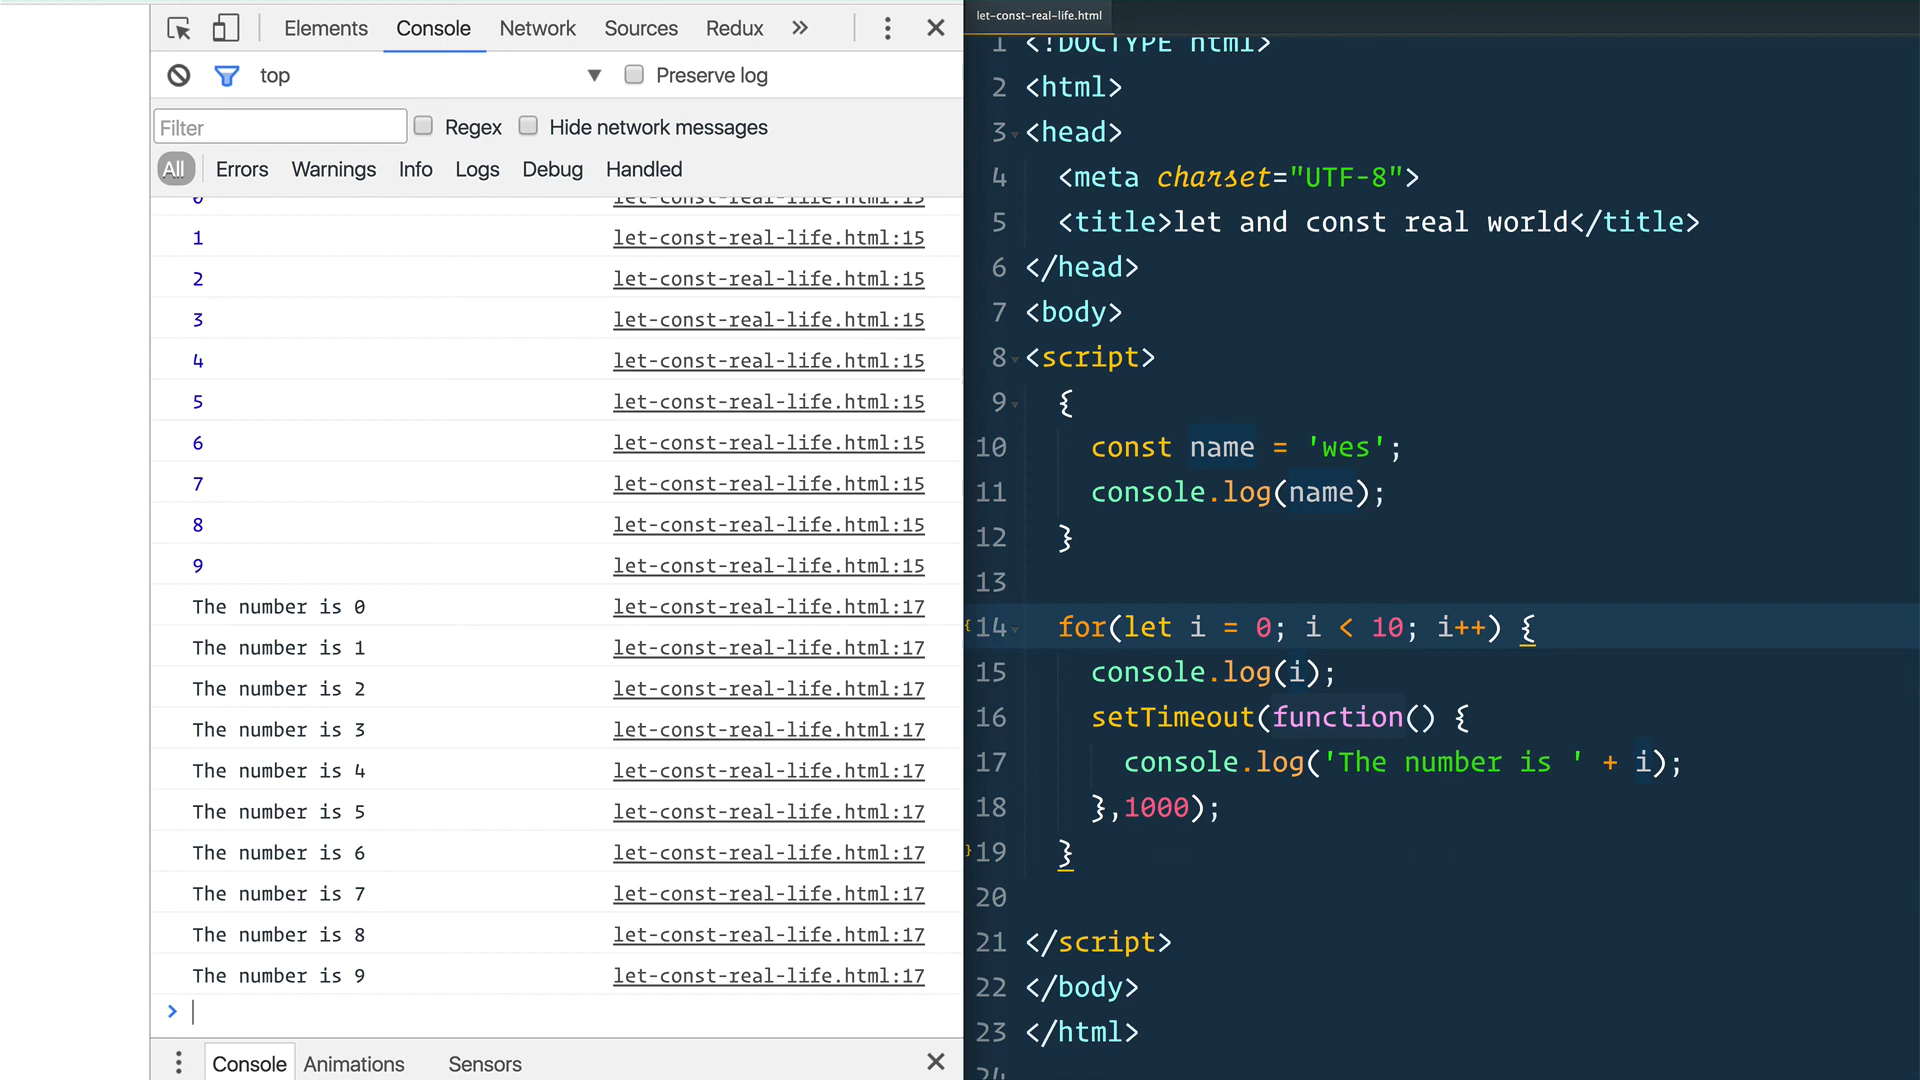 Elements Console Network Sources Redux »
top ▼ Preserve log
Filter Regex Hide network messages
All Errors Warnings Info Logs Debug Handled
0 let-const-real-life.html:15
1 let-const-real-life.html:15
2 let-const-real-life.html:15
3 let-const-real-life.html:15
4 let-const-real-life.html:15
5 let-const-real-life.html:15
6 let-const-real-life.html:15
7 let-const-real-life.html:15
8 let-const-real-life.html:15
9 let-const-real-life.html:15
The number is 0 let-const-real-life.html:17
The number is 1 let-const-real-life.html:17
The number is 2 let-const-real-life.html:17
The number is 3 let-const-real-life.html:17
The number is 4 let-const-real-life.html:17
The number is 5 let-const-real-life.html:17
The number is 6 let-const-real-life.html:17
The number is 7 let-const-real-life.html:17
The number is 8 let-const-real-life.html:17
The number is 9 let-const-real-life.html:17
>
Console Animations Sensors
let-const-real-life.html
1 <!DOCTYPE html>
2 <html>
3 <head>
4 <meta charset="UTF-8">
5 <title>let and const real world</title>
6 </head>
7 <body>
8 <script>
9 {
10 const name = 'wes';
11 console.log(name);
12 }
13
14 for(let i = 0; i < 10; i++) {
15 console.log(i);
16 setTimeout(function() {
17 console.log('The number is ' + i);
18 },1000);
19 }
20
21 </script>
22 </body>
23 </html>
24